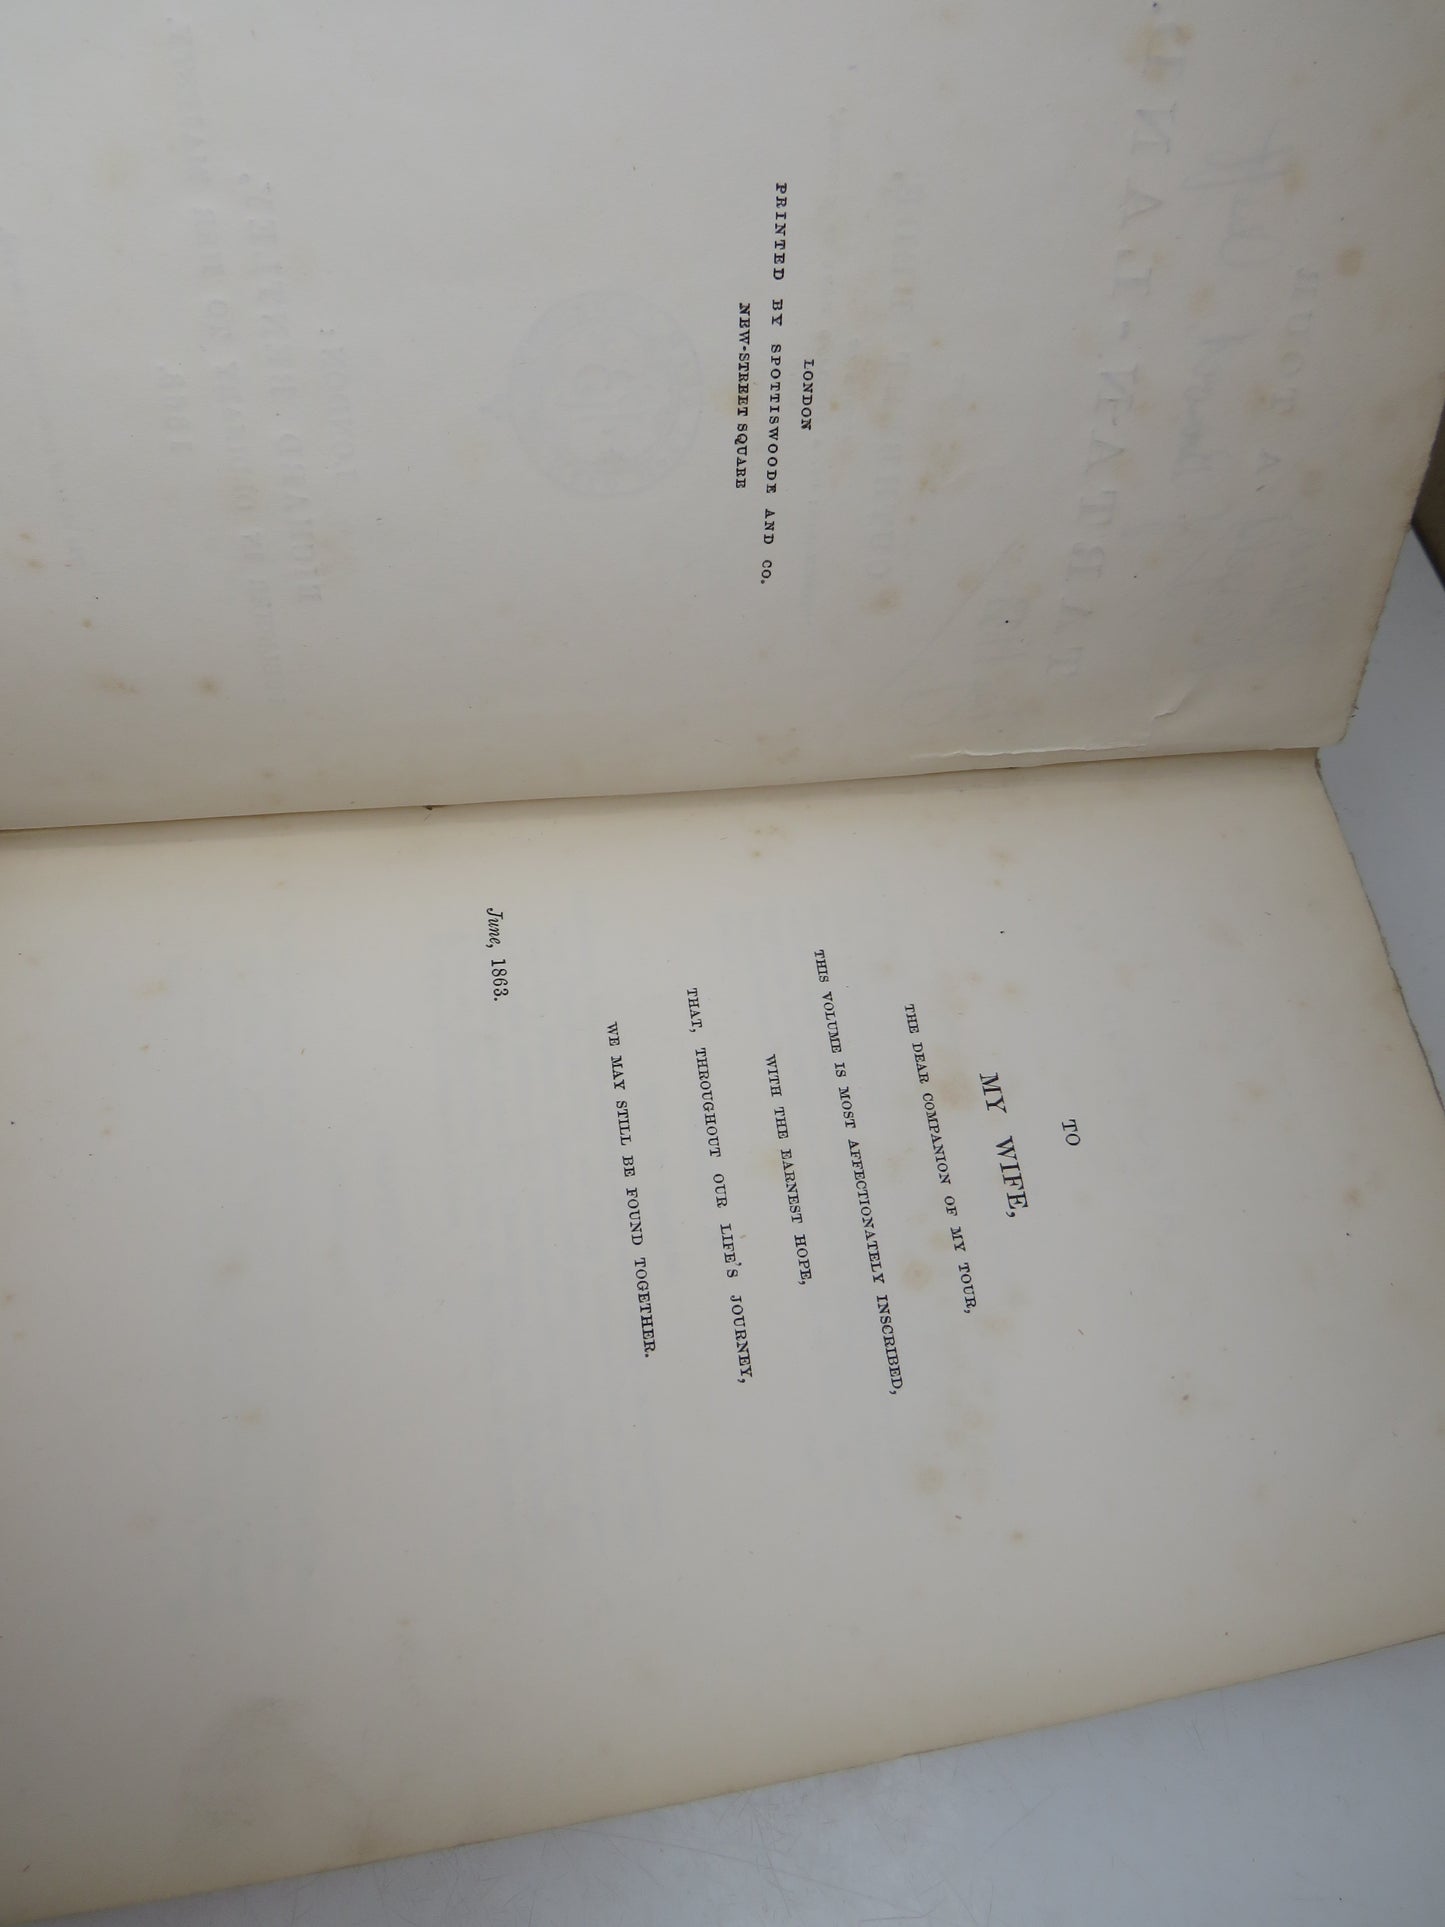 LONDON
PRINTED BY SPOTTISWOODE AND CO.
NEW-STREET SQUARE
TO
MY WIFE,
THE DEAR COMPANION OF MY TOUR,
THIS VOLUME IS MOST AFFECTIONATELY INSCRIBED,
WITH THE EARNEST HOPE,
THAT, THROUGHOUT OUR LIFE'S JOURNEY,
WE MAY STILL BE FOUND TOGETHER.
June, 1863.